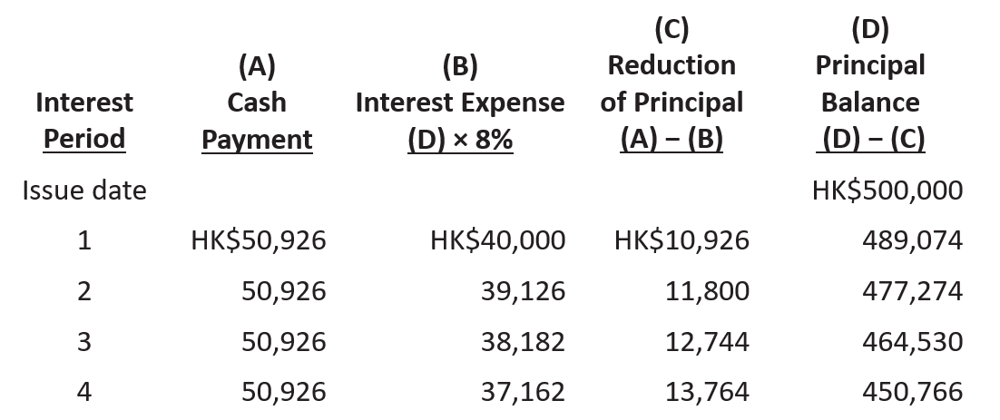 (C) (D)
(A) (B) Reduction Principal
Interest Cash Interest Expense of Principal Balance
Period Payment (D) × 8% (A) – (B) (D) – (C)
Issue date HK$500,000
1 HK$50,926 HK$40,000 HK$10,926 489,074
2 50,926 39,126 11,800 477,274
3 50,926 38,182 12,744 464,530
4 50,926 37,162 13,764 450,766